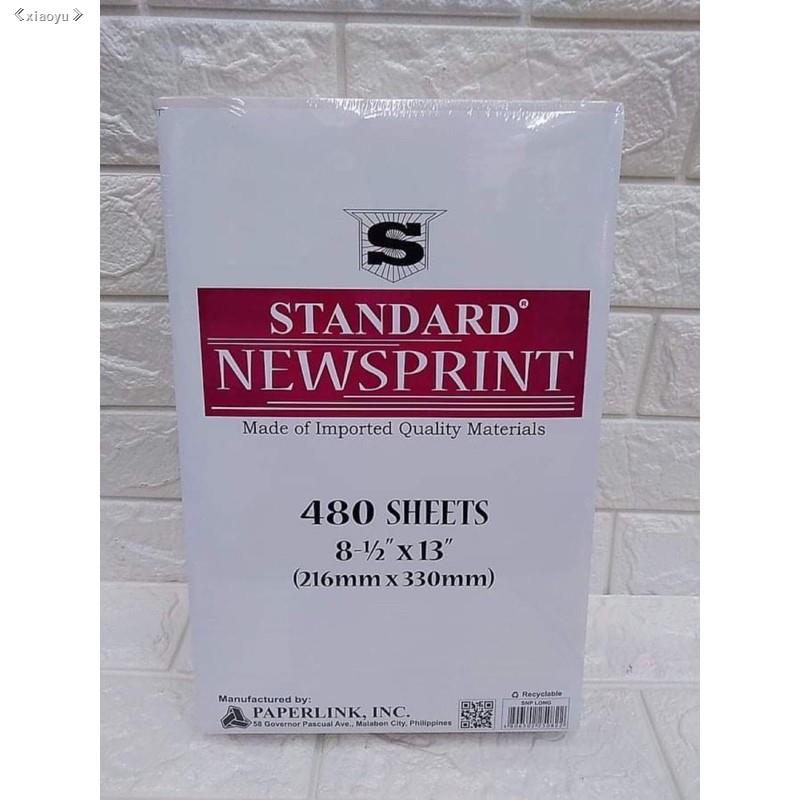 《xiaoyu》
S
STANDARD®
NEWSPRINT
Made of Imported Quality Materials
480 SHEETS
8-½" x 13"
(216mm x 330mm)
♻ Recyclable
SNP LONG
Manufactured by:
PAPERLINK, INC.
58 Governor Pascual Ave., Malabon City, Philippines